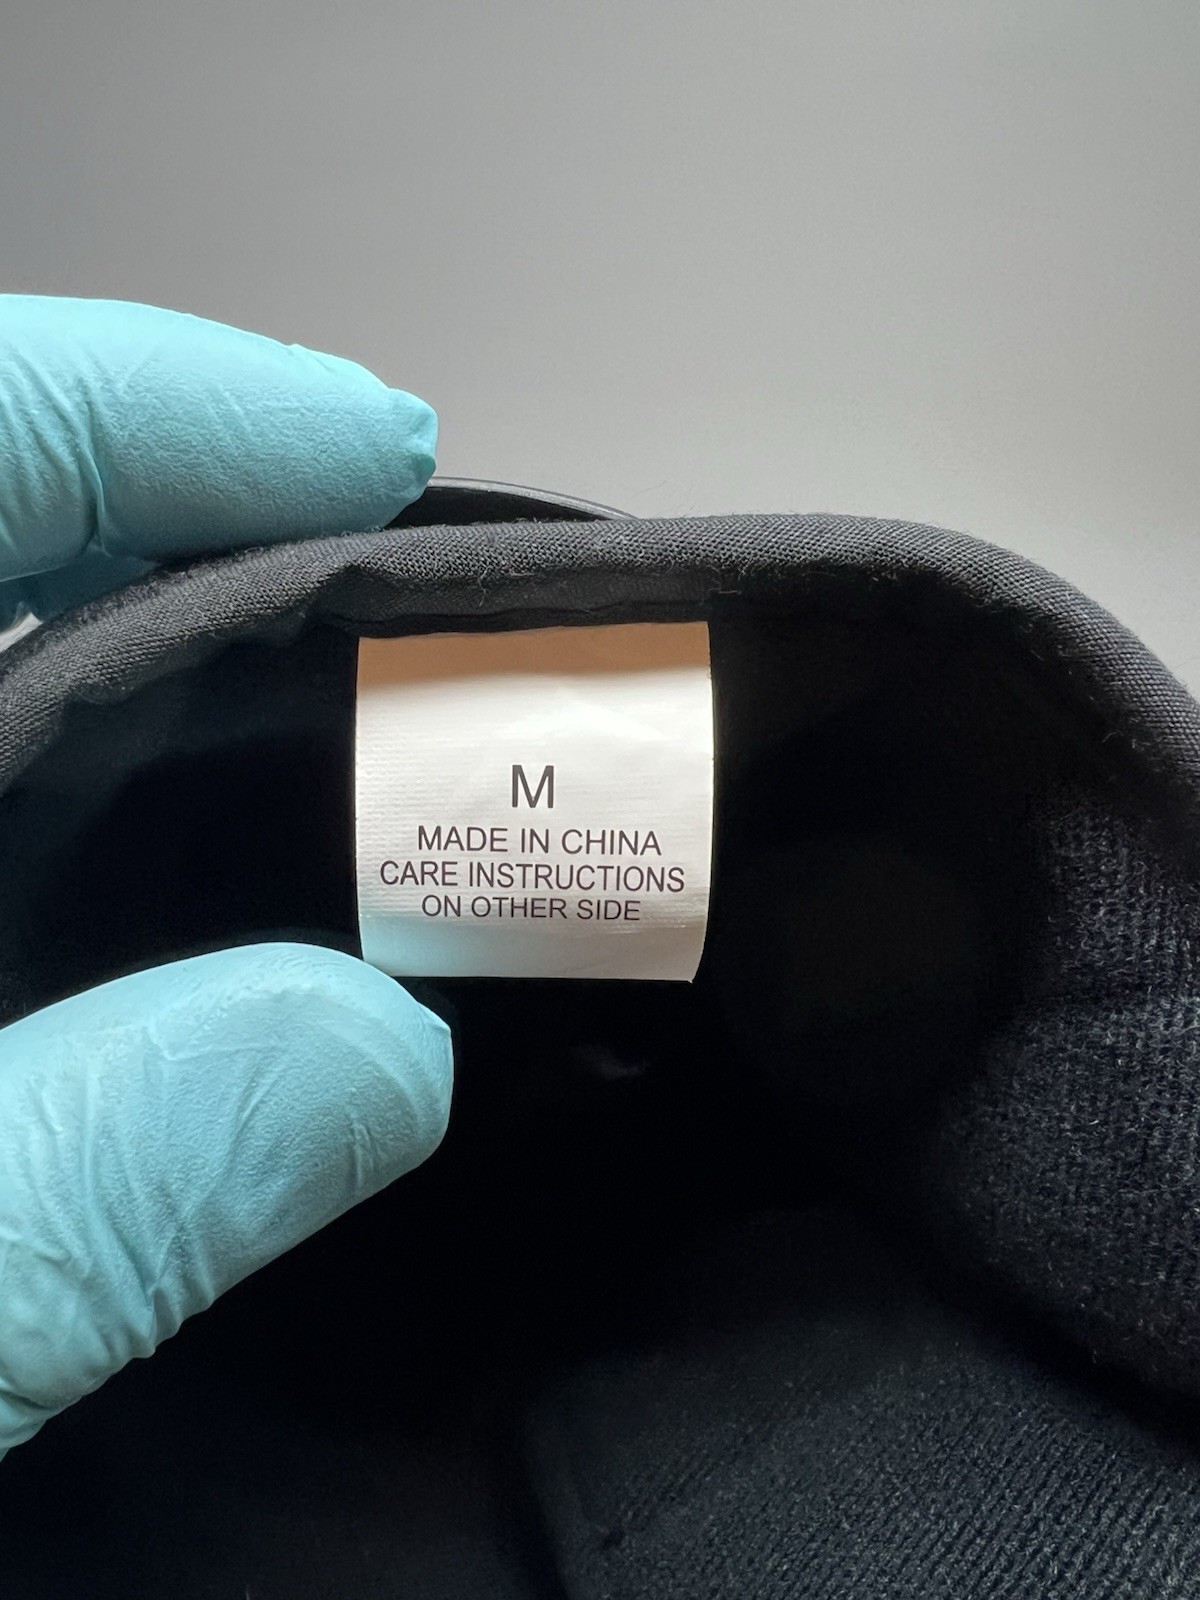 M
MADE IN CHINA
CARE INSTRUCTIONS
ON OTHER SIDE